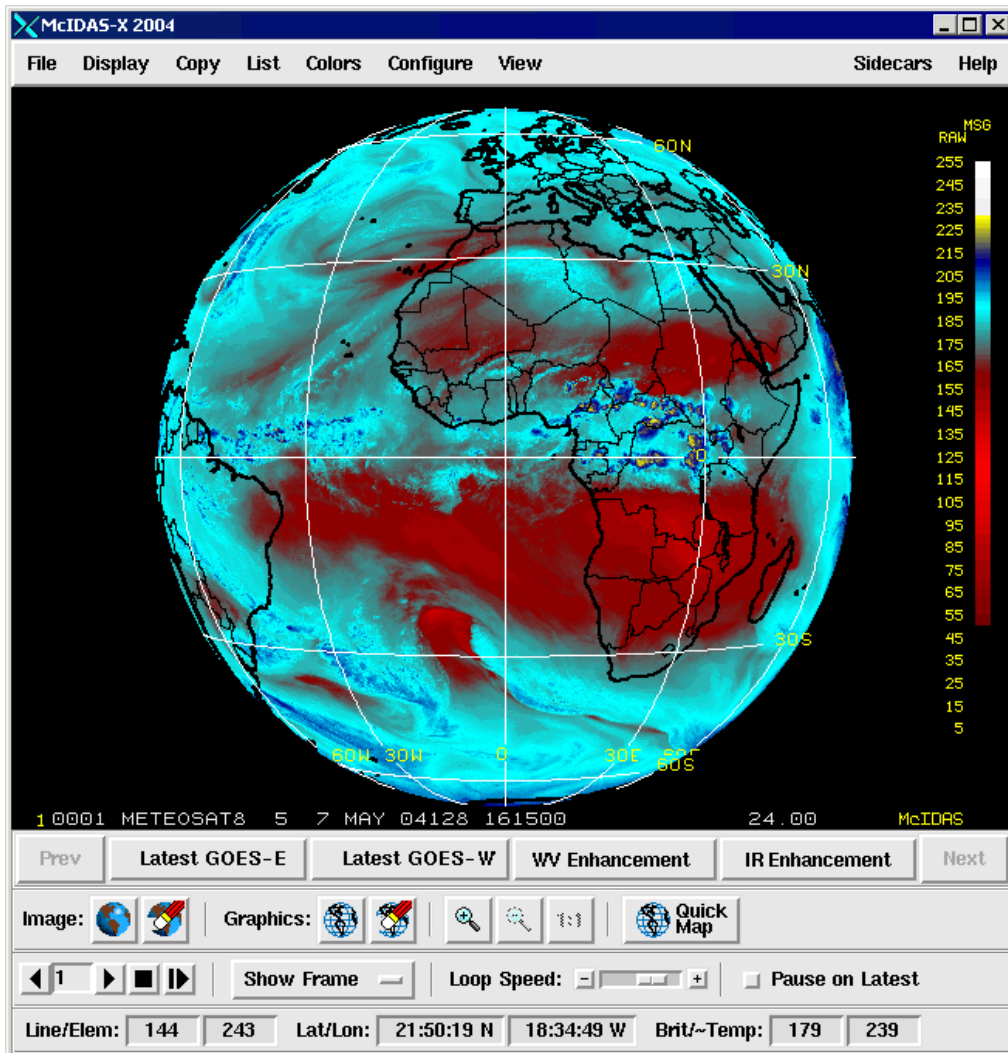 McIDAS-X 2004
File Display Copy List Colors Configure View Sidecars Help
MSG
RAW
255
245
235
225
215
205
195
185
175
165
155
145
135
125
115
105
95
85
75
65
55
45
35
25
15
5
60N
30N
0
30S
60W 30W 0 30E
60S
1 0001 METEOSAT8 5 7 MAY 04128 161500 24.00 McIDAS
Prev Latest GOES-E Latest GOES-W WV Enhancement IR Enhancement Next
Image: Graphics: 1:1 Quick Map
1 Show Frame Loop Speed: - + Pause on Latest
Line/Elem: 144 243 Lat/Lon: 21:50:19 N 18:34:49 W Brit/~Temp: 179 239